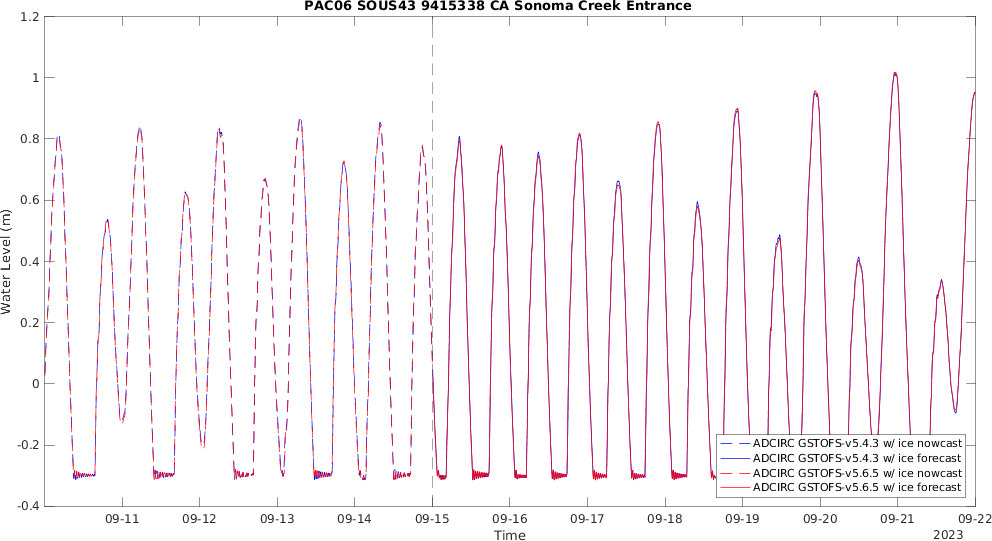 PAC06 SOUS43 9415338 CA Sonoma Creek Entrance
1.2
1
0.8
0.6
0.4
0.2
0
-0.2
-0.4
Water Level (m)
ADCIRC GSTOFS-v5.4.3 w/ ice nowcast
ADCIRC GSTOFS-v5.4.3 w/ ice forecast
ADCIRC GSTOFS-v5.6.5 w/ ice nowcast
ADCIRC GSTOFS-v5.6.5 w/ ice forecast
09-11 09-12 09-13 09-14 09-15 09-16 09-17 09-18 09-19 09-20 09-21 09-22
Time
2023